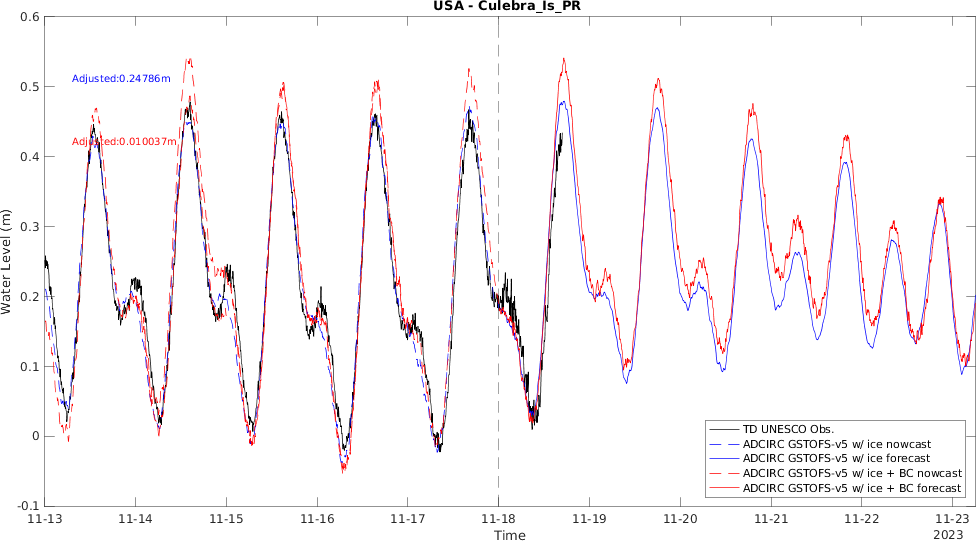 USA - Culebra_Is_PR
0.6
0.5
0.4
0.3
0.2
0.1
0
-0.1
Water Level (m)
Adjusted:0.24786m
Adjusted:0.010037m
TD UNESCO Obs.
ADCIRC GSTOFS-v5 w/ ice nowcast
ADCIRC GSTOFS-v5 w/ ice forecast
ADCIRC GSTOFS-v5 w/ ice + BC nowcast
ADCIRC GSTOFS-v5 w/ ice + BC forecast
11-13 11-14 11-15 11-16 11-17 11-18 11-19 11-20 11-21 11-22 11-23
Time
2023